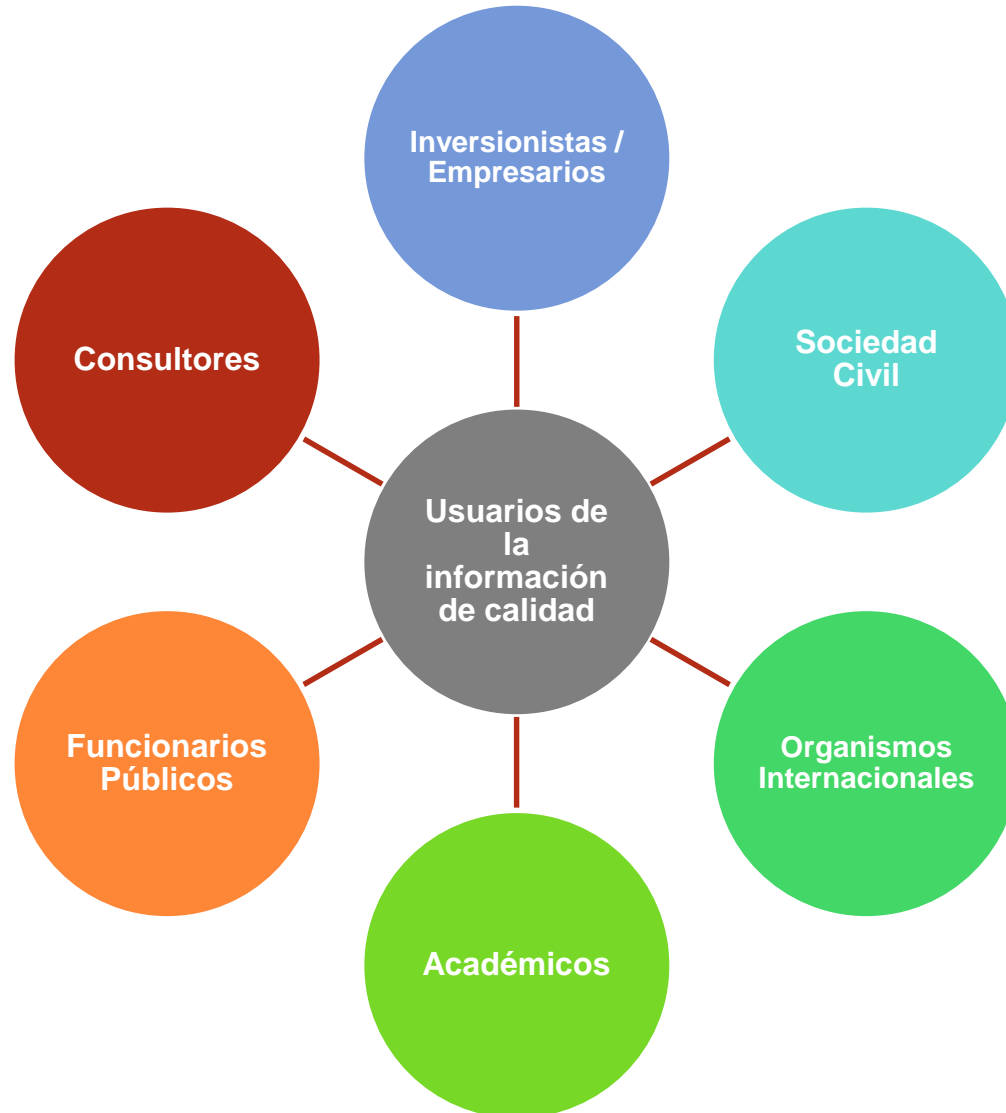 Inversionistas /
Empresarios
Consultores
Sociedad
Civil
Usuarios de
la
información
de calidad
Funcionarios
Públicos
Organismos
Internacionales
Académicos